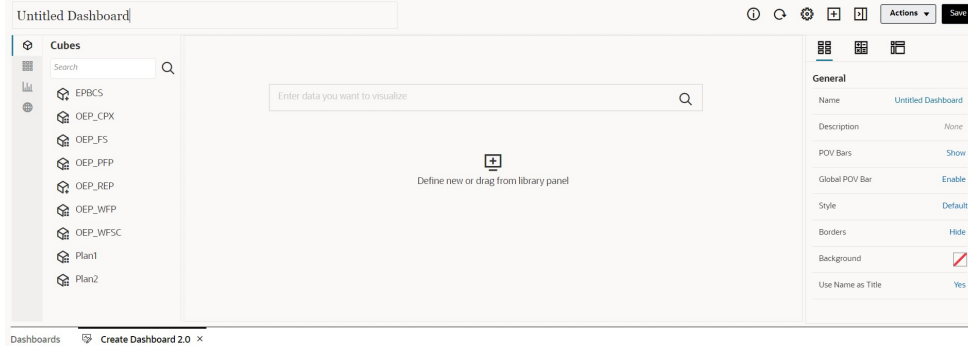 Untitled Dashboard
Actions
Save
Cubes
Search
EPBCS
OEP_CPX
OEP_FS
OEP_PFP
OEP_REP
OEP_WFP
OEP_WFSC
Plan1
Plan2
Enter data you want to visualize
Define new or drag from library panel
General
Name Untitled Dashboard
Description None
POV Bars Show
Global POV Bar Enable
Style Default
Borders Hide
Background
Use Name as Title Yes
Dashboards Create Dashboard 2.0 ×